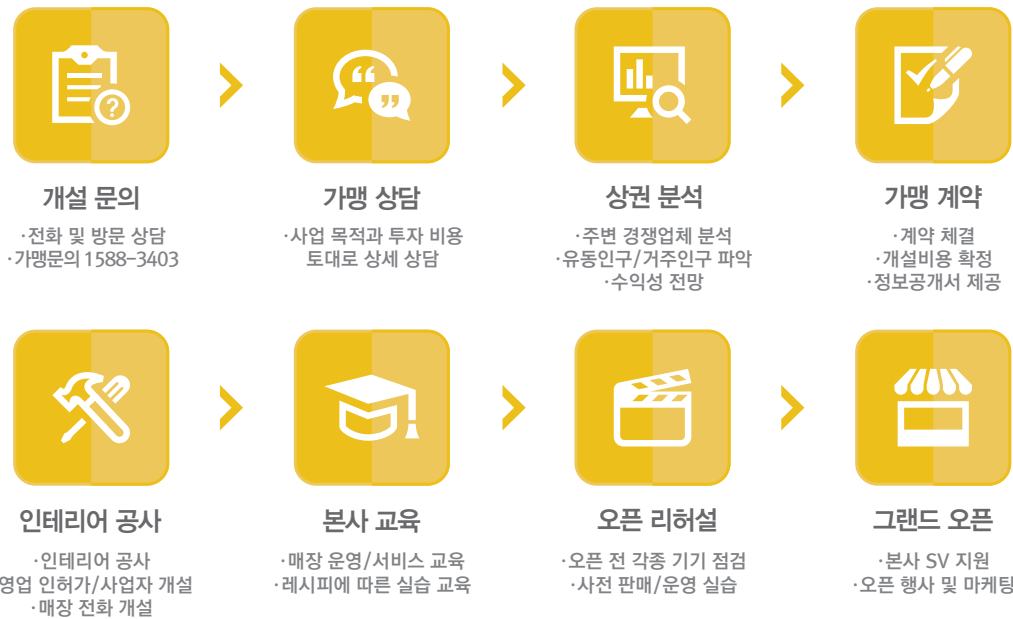 개설 문의
·전화 및 방문 상담
·가맹문의 1588-3403
가맹 상담
·사업 목적과 투자 비용
토대로 상세 상담
상권 분석
·주변 경쟁업체 분석
·유동인구/거주인구 파악
·수익성 전망
가맹 계약
·계약 체결
·개설비용 확정
·정보공개서 제공
인테리어 공사
·인테리어 공사
영업 인허가/사업자 개설
·매장 전화 개설
본사 교육
·매장 운영/서비스 교육
·레시피에 따른 실습 교육
오픈 리허설
·오픈 전 각종 기기 점검
·사전 판매/운영 실습
그랜드 오픈
·본사 SV 지원
·오픈 행사 및 마케팅